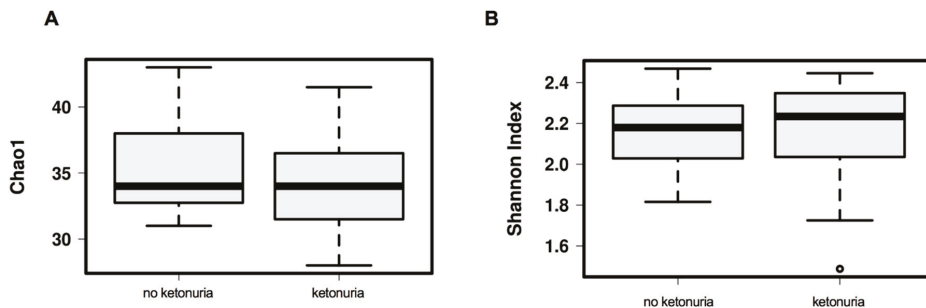 A
Chao1
40
35
30
no ketonuria
ketonuria
B
Shannon Index
2.4
2.2
2.0
1.8
1.6
no ketonuria
ketonuria